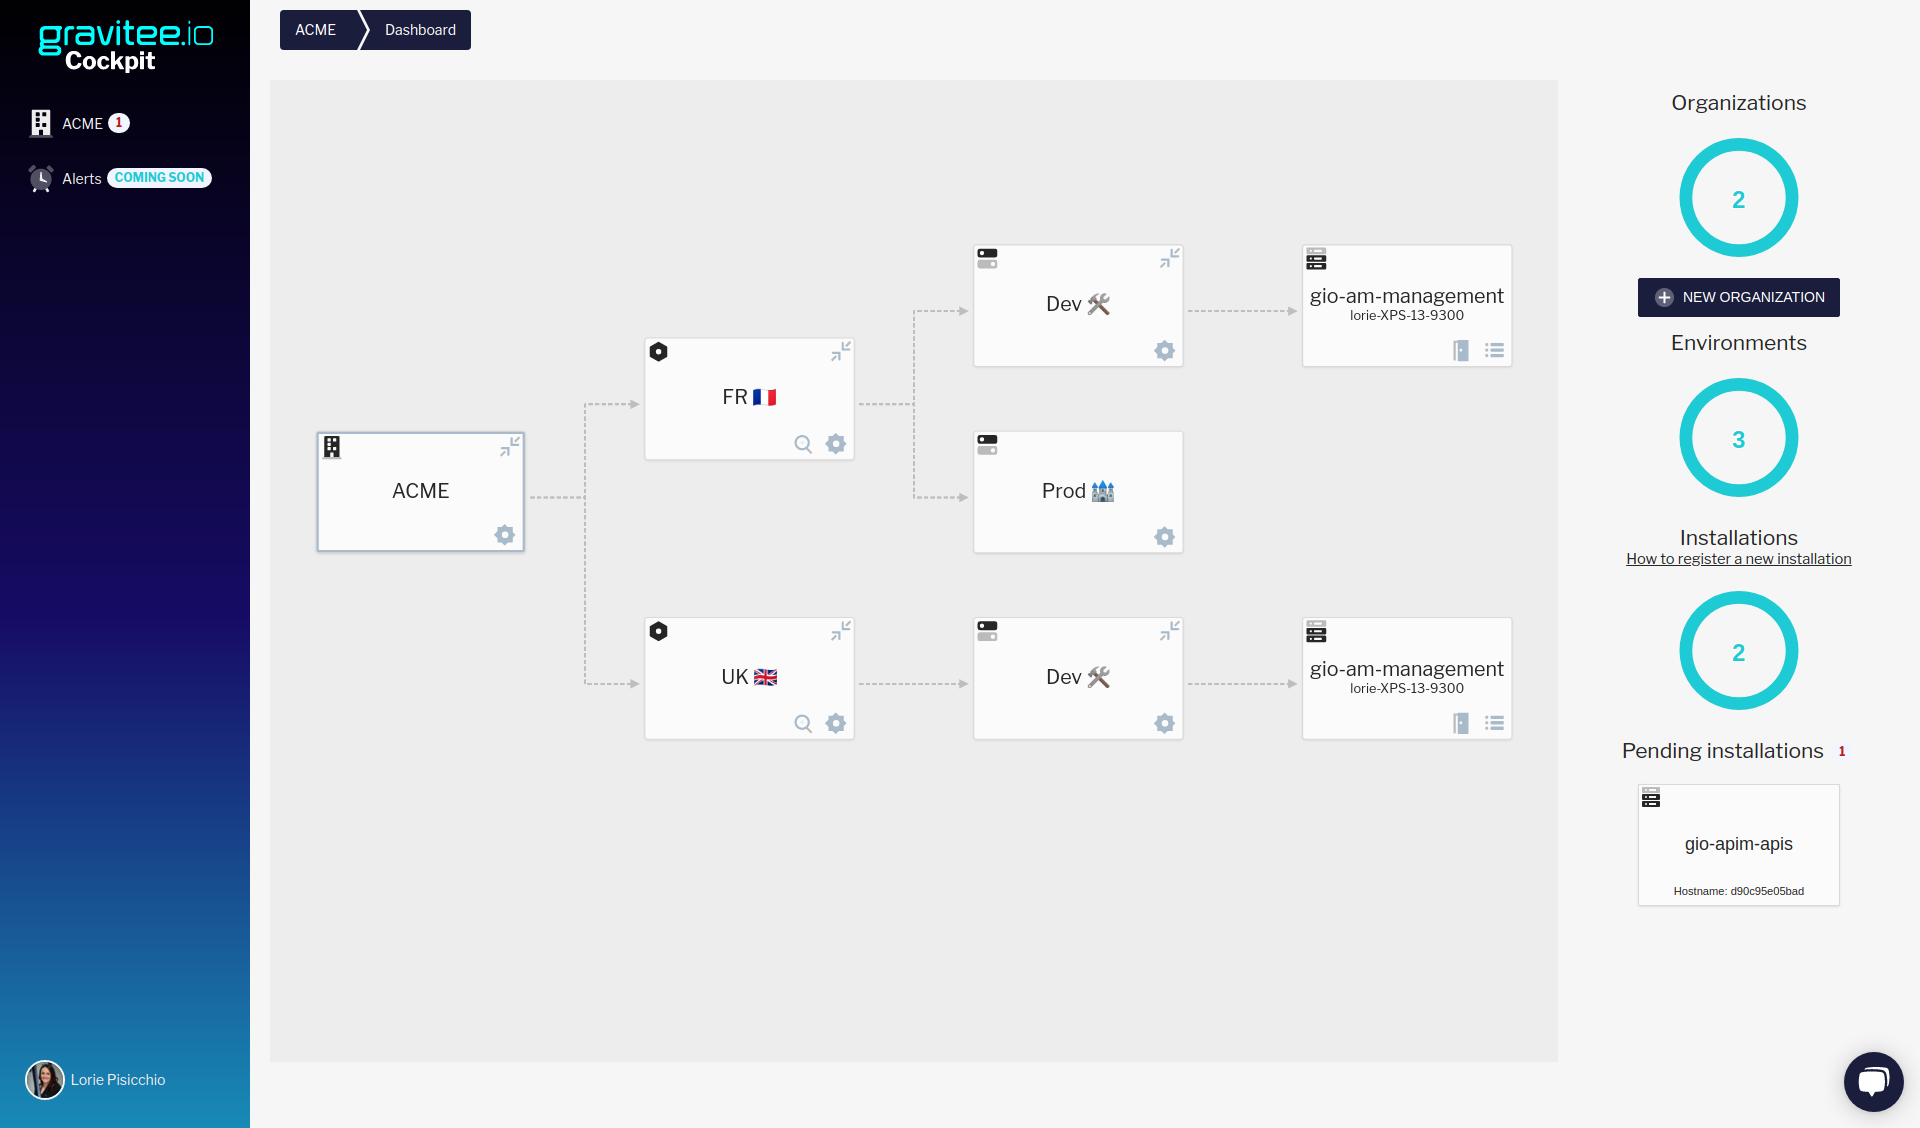 gravitee.io
Cockpit
ACME 1
Alerts COMING SOON
Lorie Pisicchio
ACME
Dashboard
ACME
FR 🇫🇷
UK 🇬🇧
Dev 🛠
Prod 🏰
Dev 🛠
gio-am-management
lorie-XPS-13-9300
gio-am-management
lorie-XPS-13-9300
Organizations
2
NEW ORGANIZATION
Environments
3
Installations
How to register a new installation
2
Pending installations 1
gio-apim-apis
Hostname: d90c95e05bad